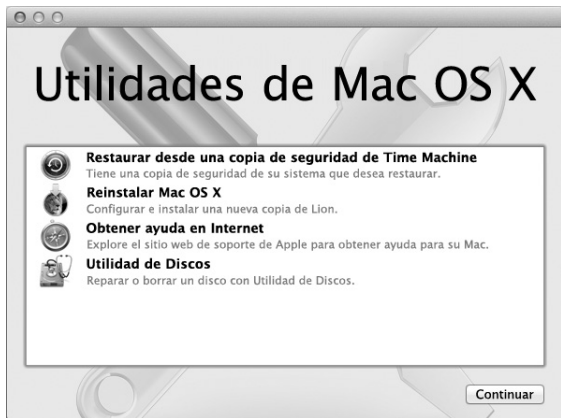 Utilidades de Mac OS X
Restaurar desde una copia de seguridad de Time Machine
Tiene una copia de seguridad de su sistema que desea restaurar.
Reinstalar Mac OS X
Configurar e instalar una nueva copia de Lion.
Obtener ayuda en Internet
Explore el sitio web de soporte de Apple para obtener ayuda para su Mac.
Utilidad de Discos
Reparar o borrar un disco con Utilidad de Discos.
Continuar